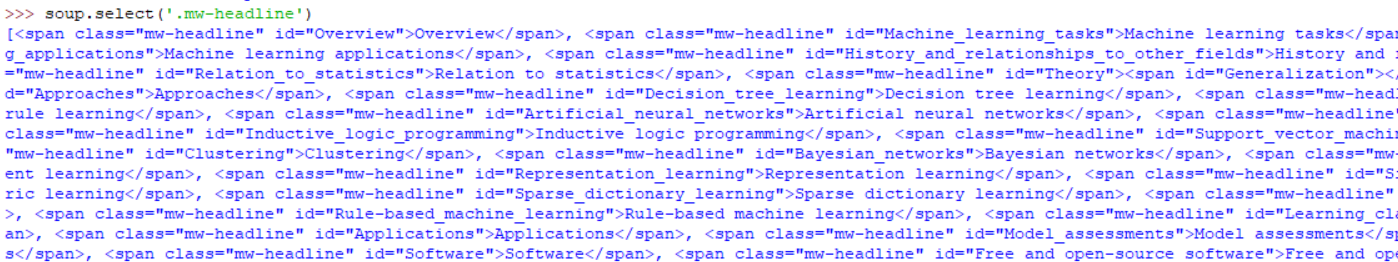 >>> soup.select('.mw-headline')
[<span class="mw-headline" id="Overview">Overview</span>, <span class="mw-headline" id="Machine_learning_tasks">Machine learning tasks</span
g_applications">Machine learning applications</span>, <span class="mw-headline" id="History_and_relationships_to_other_fields">History and
="mw-headline" id="Relation_to_statistics">Relation to statistics</span>, <span class="mw-headline" id="Theory"><span id="Generalization"></
d="Approaches">Approaches</span>, <span class="mw-headline" id="Decision_tree_learning">Decision tree learning</span>, <span class="mw-head
rule learning</span>, <span class="mw-headline" id="Artificial_neural_networks">Artificial neural networks</span>, <span class="mw-headline"
class="mw-headline" id="Inductive_logic_programming">Inductive logic programming</span>, <span class="mw-headline" id="Support_vector_machin
"mw-headline" id="Clustering">Clustering</span>, <span class="mw-headline" id="Bayesian_networks">Bayesian networks</span>, <span class="mw-
ent learning</span>, <span class="mw-headline" id="Representation_learning">Representation learning</span>, <span class="mw-headline" id="Si
ric learning</span>, <span class="mw-headline" id="Sparse_dictionary_learning">Sparse dictionary learning</span>, <span class="mw-headline"
>, <span class="mw-headline" id="Rule-based_machine_learning">Rule-based machine learning</span>, <span class="mw-headline" id="Learning_cla
an>, <span class="mw-headline" id="Applications">Applications</span>, <span class="mw-headline" id="Model_assessments">Model assessments</sp
s</span>, <span class="mw-headline" id="Software">Software</span>, <span class="mw-headline" id="Free_and_open-source_software">Free and op